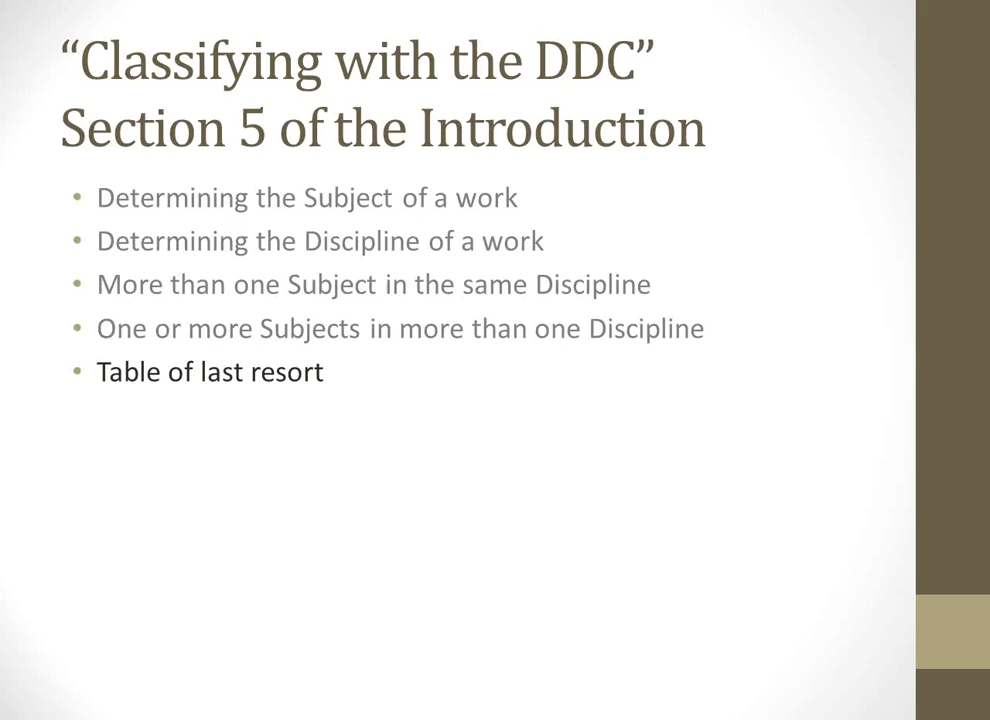 “Classifying with the DDC”
Section 5 of the Introduction
• Determining the Subject of a work
• Determining the Discipline of a work
• More than one Subject in the same Discipline
• One or more Subjects in more than one Discipline
• Table of last resort